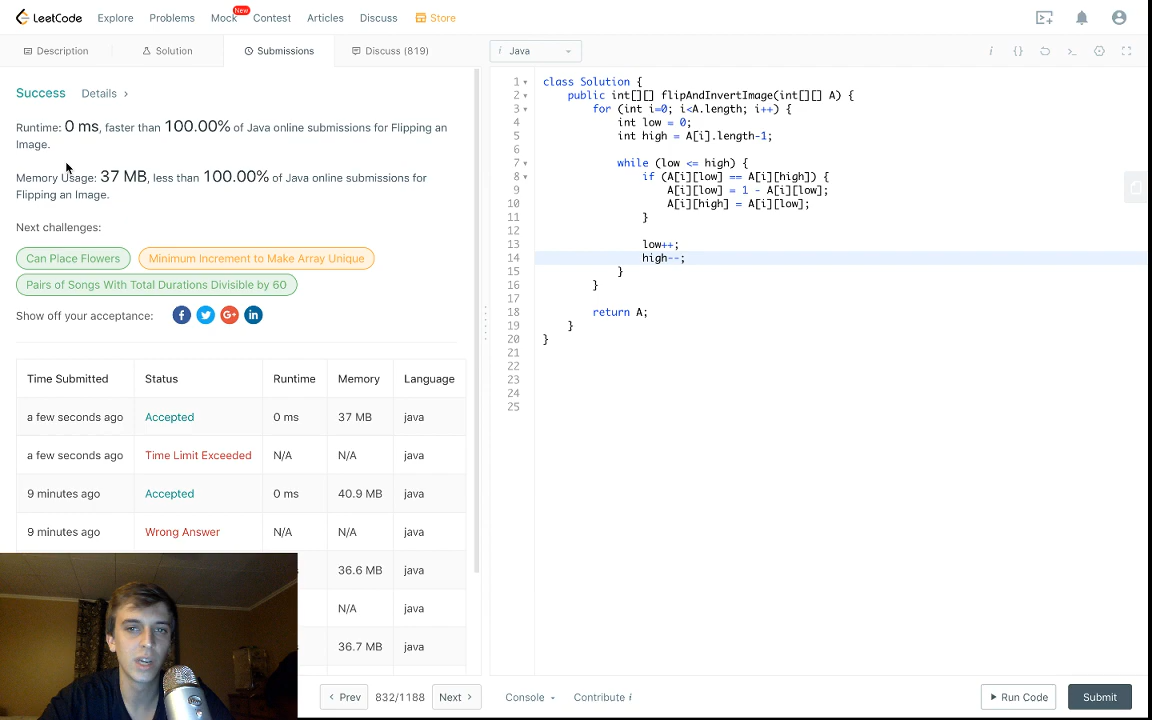 LeetCode Explore Problems Mock New Contest Articles Discuss Store
Description Solution Submissions Discuss (819)
Success Details >
Runtime: 0 ms, faster than 100.00% of Java online submissions for Flipping an
Image.
Memory Usage: 37 MB, less than 100.00% of Java online submissions for
Flipping an Image.
Next challenges:
Can Place Flowers Minimum Increment to Make Array Unique
Pairs of Songs With Total Durations Divisible by 60
Show off your acceptance: f G+ in
Time Submitted Status Runtime Memory Language
a few seconds ago Accepted 0 ms 37 MB java
a few seconds ago Time Limit Exceeded N/A N/A java
9 minutes ago Accepted 0 ms 40.9 MB java
9 minutes ago Wrong Answer N/A N/A java
36.6 MB java
N/A java
36.7 MB java
< Prev 832/1188 Next >
i Java
i {} >_
1 class Solution {
2 public int[][] flipAndInvertImage(int[][] A) {
3 for (int i=0; i<A.length; i++) {
4 int low = 0;
5 int high = A[i].length-1;
6
7 while (low <= high) {
8 if (A[i][low] == A[i][high]) {
9 A[i][low] = 1 - A[i][low];
10 A[i][high] = A[i][low];
11 }
12
13 low++;
14 high--;
15 }
16 }
17
18 return A;
19 }
20 }
21
22
23
24
25
Console Contribute i Run Code Submit